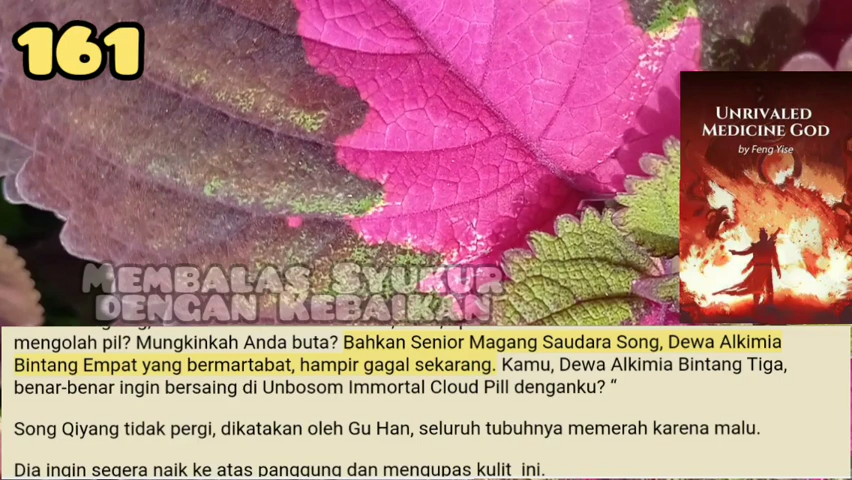 161
UNRIVALED
MEDICINE GOD
by Feng Yise
MEMBALAS SYUKUR
DENGAN KEBAIKAN
mengolah pil? Mungkinkah Anda buta? Bahkan Senior Magang Saudara Song, Dewa Alkimia
Bintang Empat yang bermartabat, hampir gagal sekarang. Kamu, Dewa Alkimia Bintang Tiga,
benar-benar ingin bersaing di Unbosom Immortal Cloud Pill denganku? “
Song Qiyang tidak pergi, dikatakan oleh Gu Han, seluruh tubuhnya memerah karena malu.
Dia ingin segera naik ke atas panggung dan mengupas kulit ini.